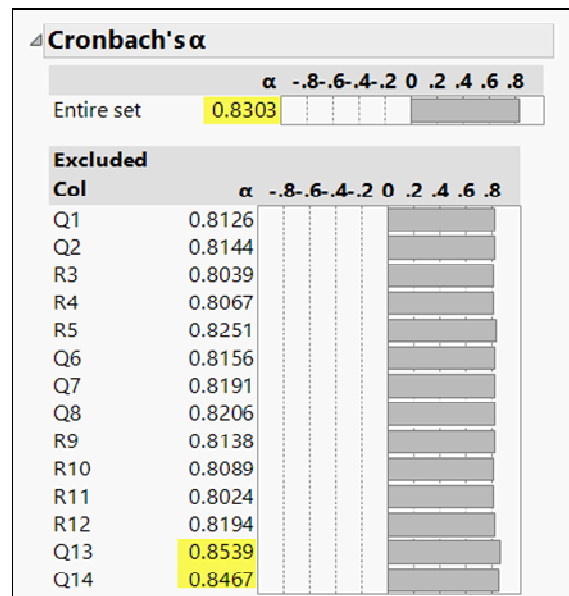 Cronbach's α
α -.8-.6-.4-.2 0 .2 .4 .6 .8
Entire set 0.8303
Excluded
Col α -.8-.6-.4-.2 0 .2 .4 .6 .8
Q1 0.8126
Q2 0.8144
R3 0.8039
R4 0.8067
R5 0.8251
Q6 0.8156
Q7 0.8191
Q8 0.8206
R9 0.8138
R10 0.8089
R11 0.8024
R12 0.8194
Q13 0.8539
Q14 0.8467